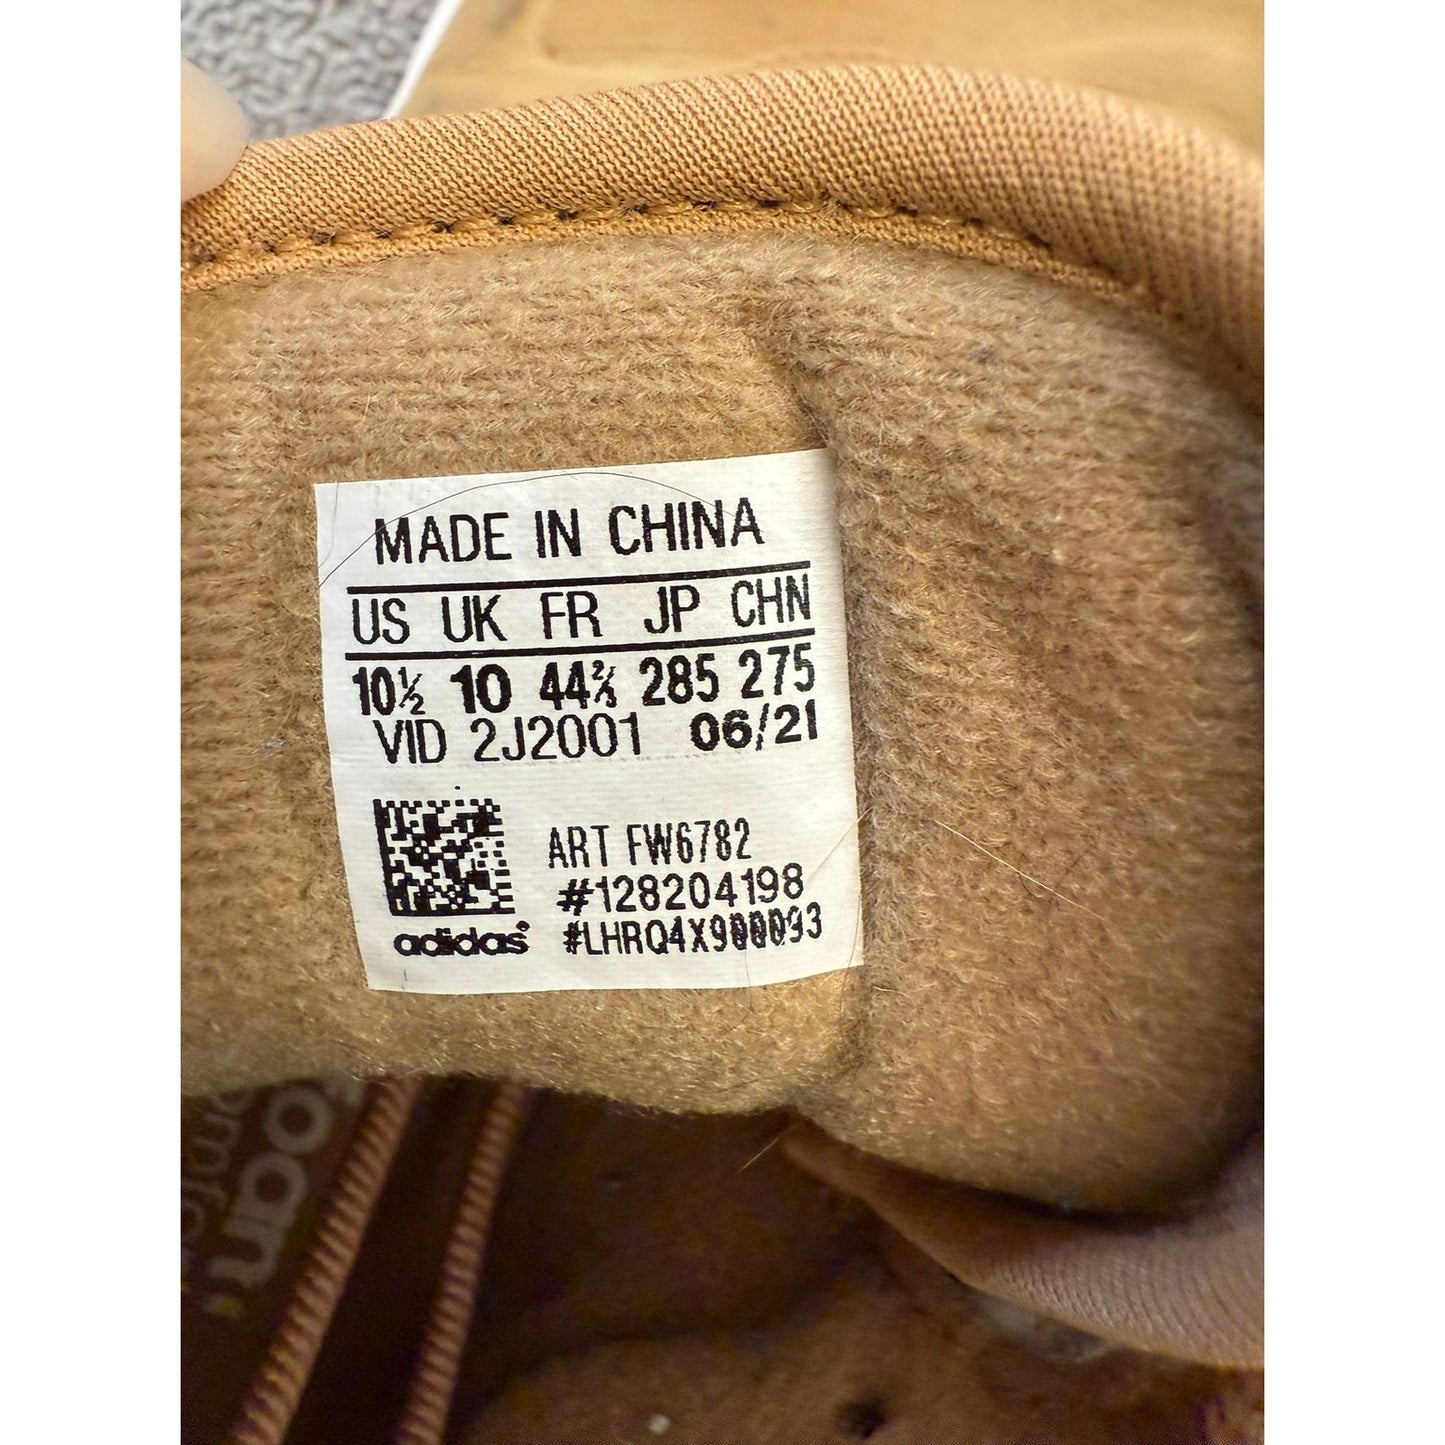 MADE IN CHINA
US UK FR JP CHN
10½ 10 44⅔ 285 275
VID 2J2001 06/21
ART FW6782
#128204198
adidas®
foam